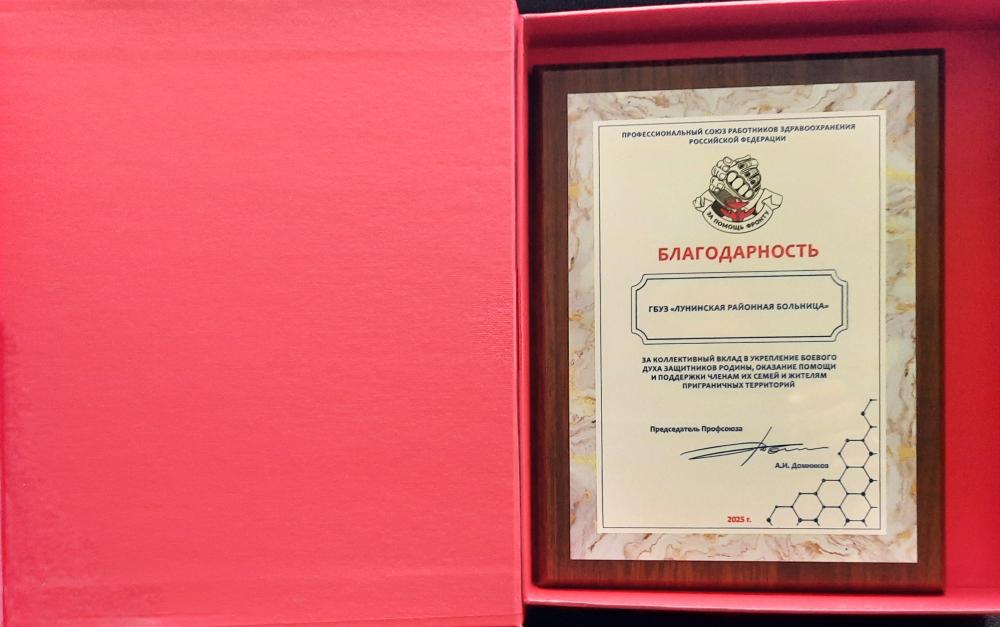 ПРОФЕССИОНАЛЬНЫЙ СОЮЗ РАБОТНИКОВ ЗДРАВООХРАНЕНИЯ
РОССИЙСКОЙ ФЕДЕРАЦИИ
ЗА ПОМОЩЬ ФРОНТУ
БЛАГОДАРНОСТЬ
ГБУЗ «ЛУНИНСКАЯ РАЙОННАЯ БОЛЬНИЦА»
ЗА КОЛЛЕКТИВНЫЙ ВКЛАД В УКРЕПЛЕНИЕ БОЕВОГО
ДУХА ЗАЩИТНИКОВ РОДИНЫ, ОКАЗАНИЕ ПОМОЩИ
И ПОДДЕРЖКИ ЧЛЕНАМ ИХ СЕМЕЙ И ЖИТЕЛЯМ
ПРИГРАНИЧНЫХ ТЕРРИТОРИЙ
Председатель Профсоюза
А.И. Домников
2025 г.